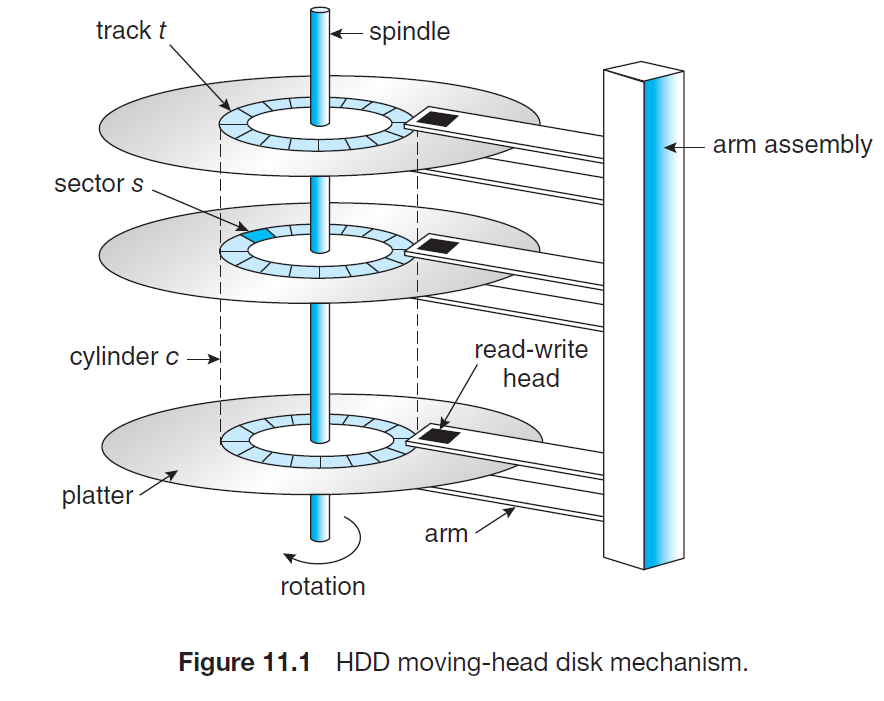 track t
spindle
arm assembly
sector s
cylinder c
read-write
head
platter
arm
rotation
Figure 11.1 HDD moving-head disk mechanism.